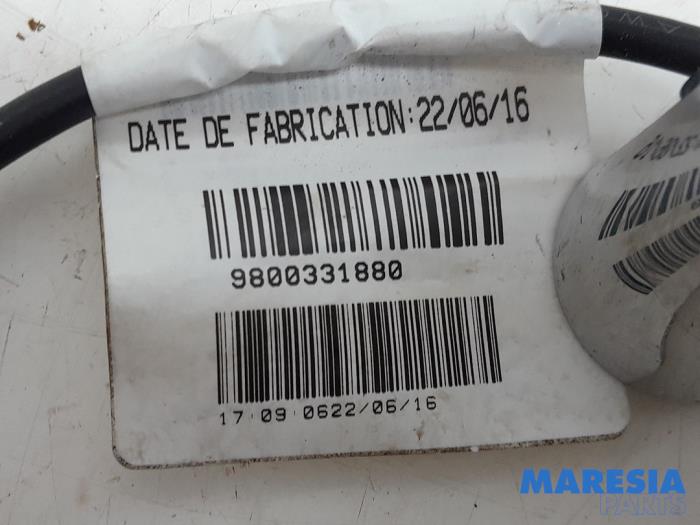 DATE DE FABRICATION:22/06/16
9800331880
17 09 0622/06/16
MARESIA
PARTS